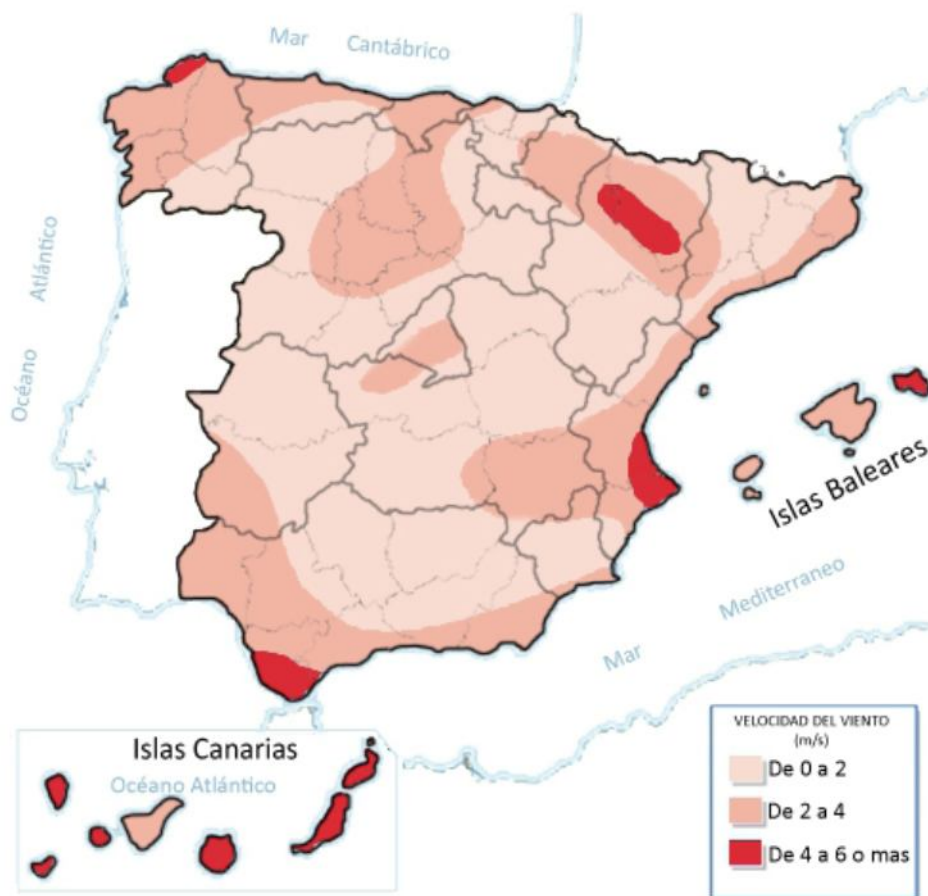 Mar Cantábrico
Océano Atlántico
Islas Baleares
Mar Mediterraneo
Islas Canarias
Océano Atlántico
VELOCIDAD DEL VIENTO
(m/s)
De 0 a 2
De 2 a 4
De 4 a 6 o mas